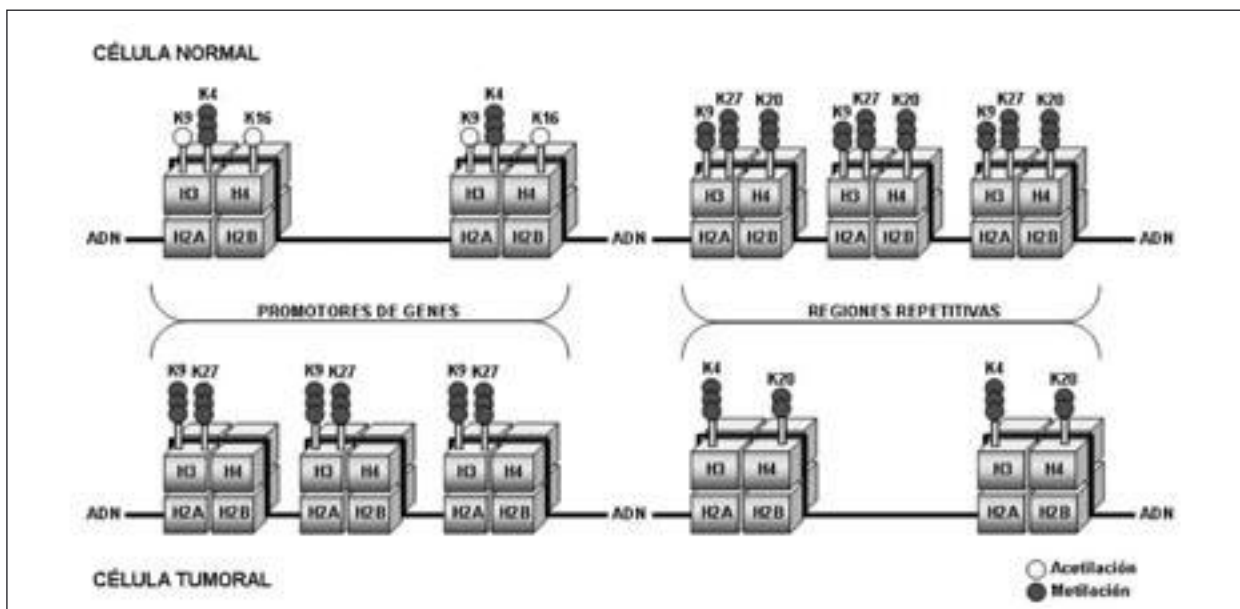 CÉLULA NORMAL
K9 K4 K16 K9 K4 K16 K9 K27 K20 K9 K27 K20 K9 K27 K20
H3 H4 H3 H4 H3 H4 H3 H4 H3 H4
ADN H2A H2B H2A H2B ADN H2A H2B H2A H2B H2A H2B ADN
PROMOTORES DE GENES REGIONES REPETITIVAS
K9 K27 K9 K27 K9 K27 K4 K20 K4 K20
H3 H4 H3 H4 H3 H4 H3 H4 H3 H4
ADN H2A H2B H2A H2B H2A H2B ADN H2A H2B H2A H2B ADN
CÉLULA TUMORAL
Acetilación
Metilación